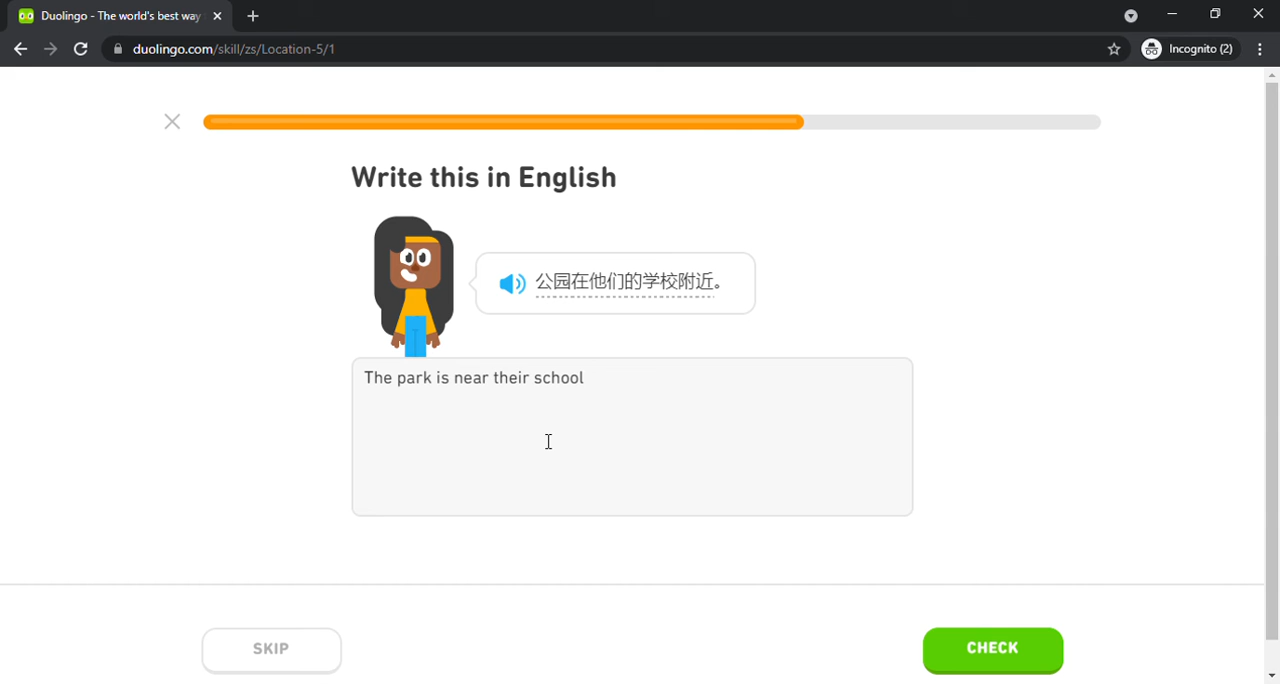 Duolingo - The world's best way
duolingo.com/skill/zs/Location-5/1
Incognito (2)
Write this in English
公园在他们的学校附近。
The park is near their school
SKIP
CHECK